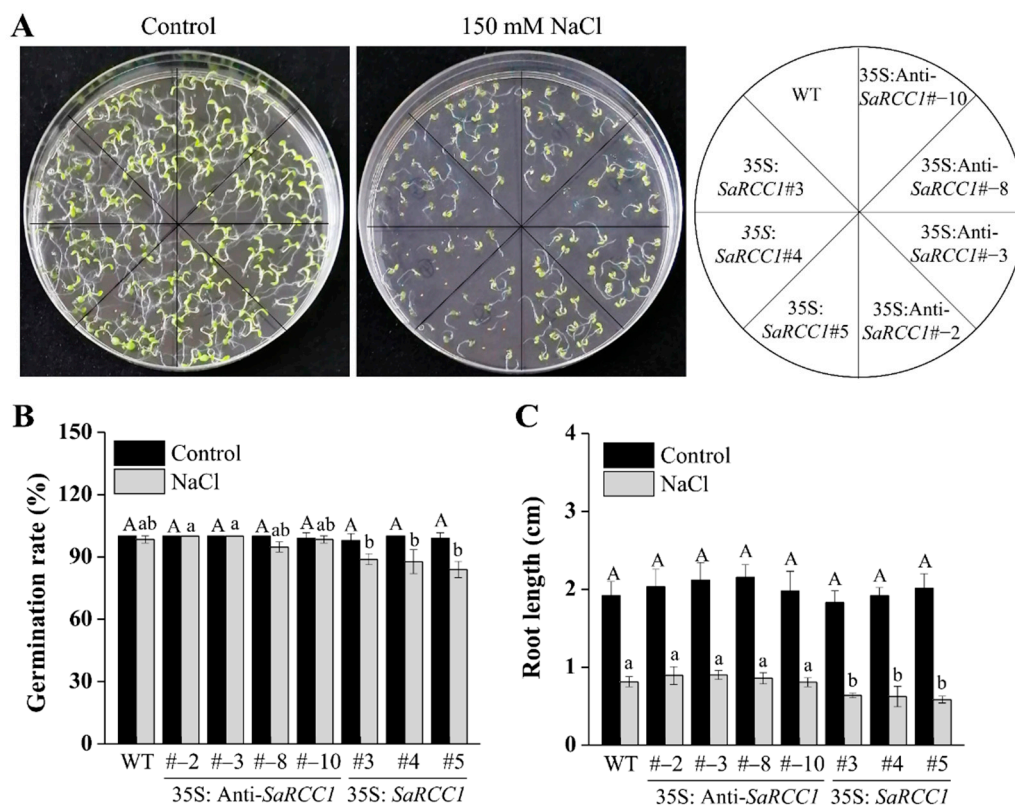 A
Control
150 mM NaCl
WT
35S:Anti-
SaRCC1#−10
35S:
SaRCC1#3
35S:Anti-
SaRCC1#−8
35S:
SaRCC1#4
35S:Anti-
SaRCC1#−3
35S:
SaRCC1#5
35S:Anti-
SaRCC1#−2
B
Germination rate (%)
150
120
90
60
30
0
Control
NaCl
A ab A a A a A ab A ab A b A b A b
WT #−2 #−3 #−8 #−10 #3 #4 #5
35S: Anti-SaRCC1 35S: SaRCC1
C
Root length (cm)
4
3
2
1
0
Control
NaCl
A A A A A A A A
a a a a a b b b
WT #−2 #−3 #−8 #−10 #3 #4 #5
35S: Anti-SaRCC1 35S: SaRCC1